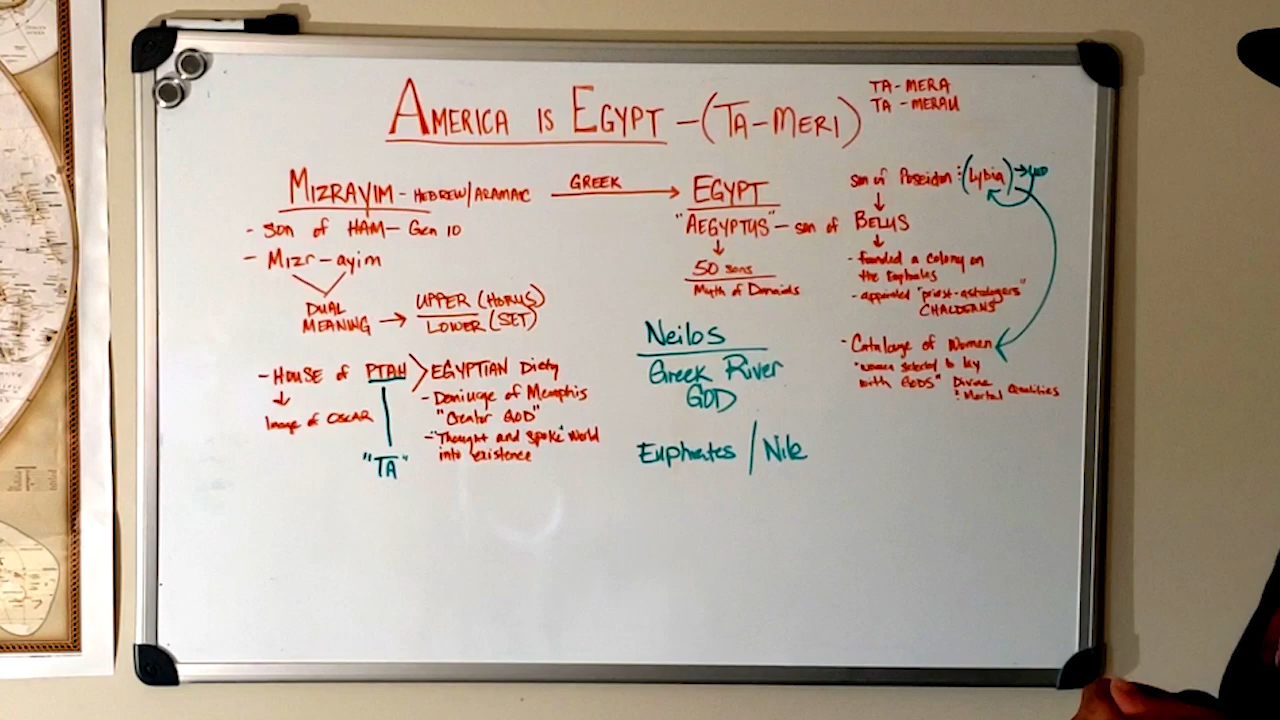 AMERICA IS EGYPT - (TA-MERI)
TA - MERA
TA - MERAU
MIZRAYIM - HEBREW/ARAMAIC
- SON of HAM - Gen 10
- Mizr - ayim
DUAL
MEANING
UPPER (HORUS)
LOWER (SET)
- HOUSE of PTAH
Image of OSCAR
"TA"
EGYPTIAN Diety
- Demiurge of Memphis
"Creator GOD"
- "Thought and spoke" World
into existence
GREEK
EGYPT
"AEGYPTUS" - son of
50 sons
Myth of Danaids
Neilos
Greek River
GOD
Euphrates / Nile
son of Poseidon : (Lybia)
BELUS
- founded a colony on
the Euphrates
- appointed "priest-astrologers"
CHALDEANS
- Catalouge of Women
"women selected to lay
with GODS"
Divine
: Mortal Qualities